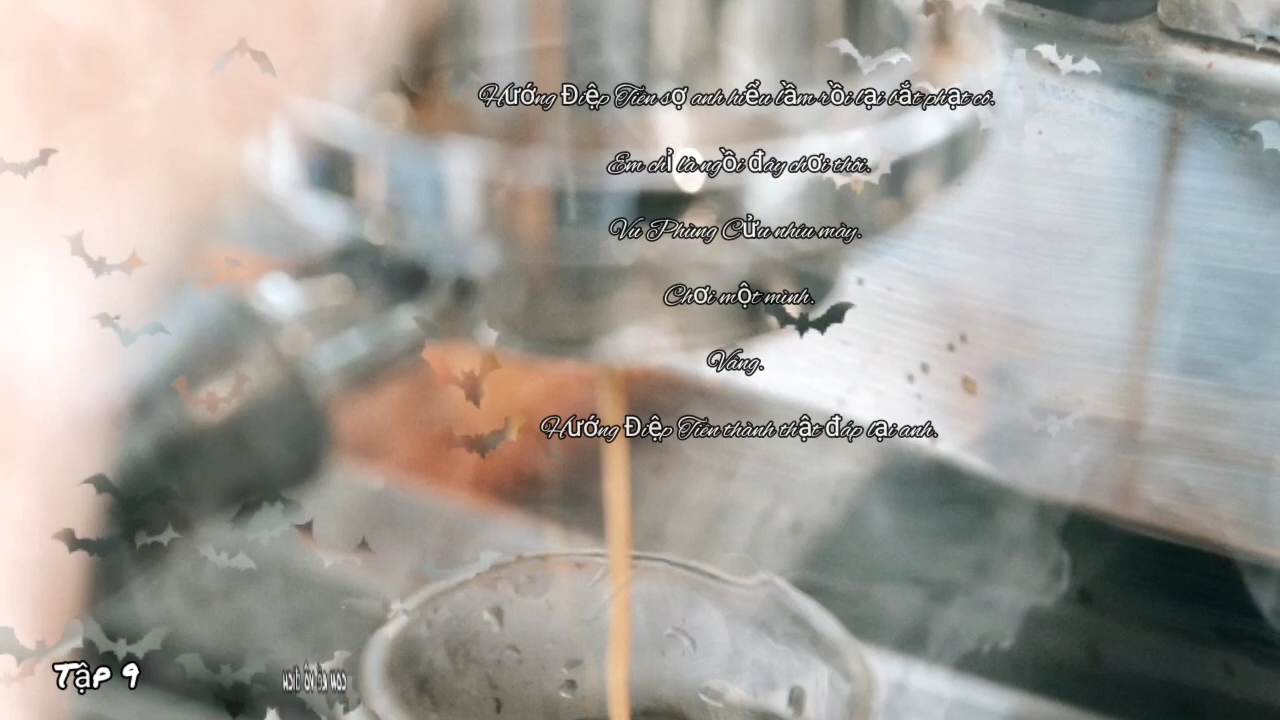 Hướng Điệp Tiên sợ anh hiểu lầm rồi lại bắt phạt cô.
Em chỉ là ngồi đây chơi thôi.
Vu Phùng Cửu nhíu mày.
Chơi một mình.
Vâng.
Hướng Điệp Tiên thành thật đáp lại anh.
Tập 9